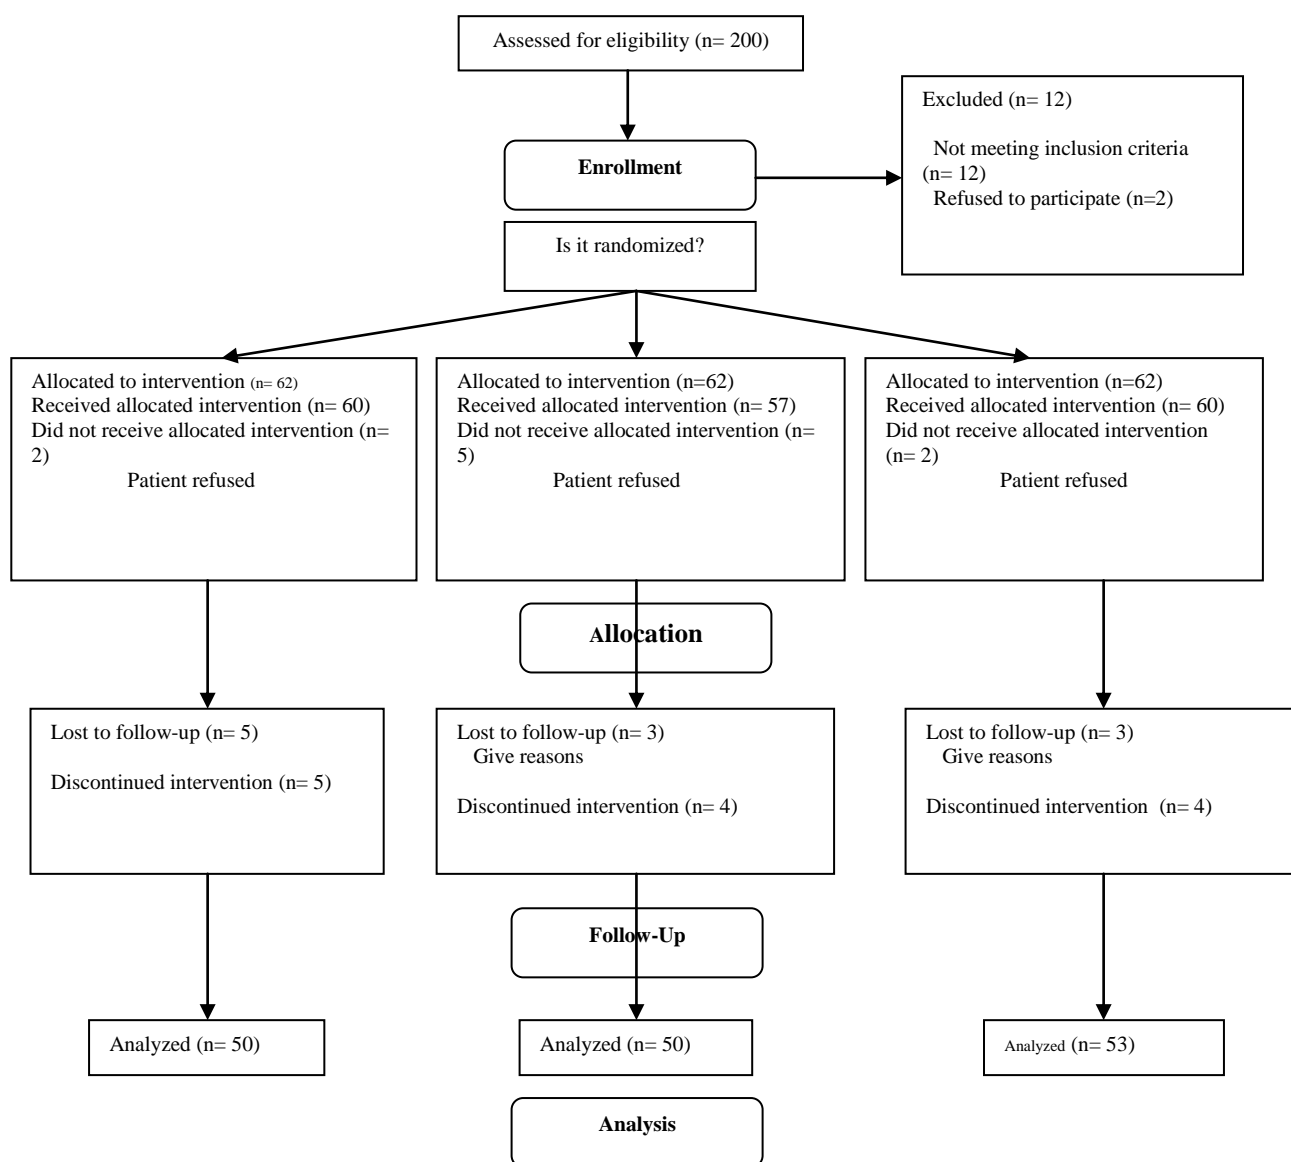 Assessed for eligibility (n= 200)
Excluded (n= 12)
Not meeting inclusion criteria
(n= 12)
Refused to participate (n=2)
Enrollment
Is it randomized?
Allocated to intervention (n= 62)
Received allocated intervention (n= 60)
Did not receive allocated intervention (n=
2)
Patient refused
Allocated to intervention (n=62)
Received allocated intervention (n= 57)
Did not receive allocated intervention (n=
5)
Patient refused
Allocated to intervention (n=62)
Received allocated intervention (n= 60)
Did not receive allocated intervention
(n= 2)
Patient refused
Allocation
Lost to follow-up (n= 5)
Discontinued intervention (n= 5)
Lost to follow-up (n= 3)
Give reasons
Discontinued intervention (n= 4)
Lost to follow-up (n= 3)
Give reasons
Discontinued intervention (n= 4)
Follow-Up
Analyzed (n= 50)
Analyzed (n= 50)
Analyzed (n= 53)
Analysis